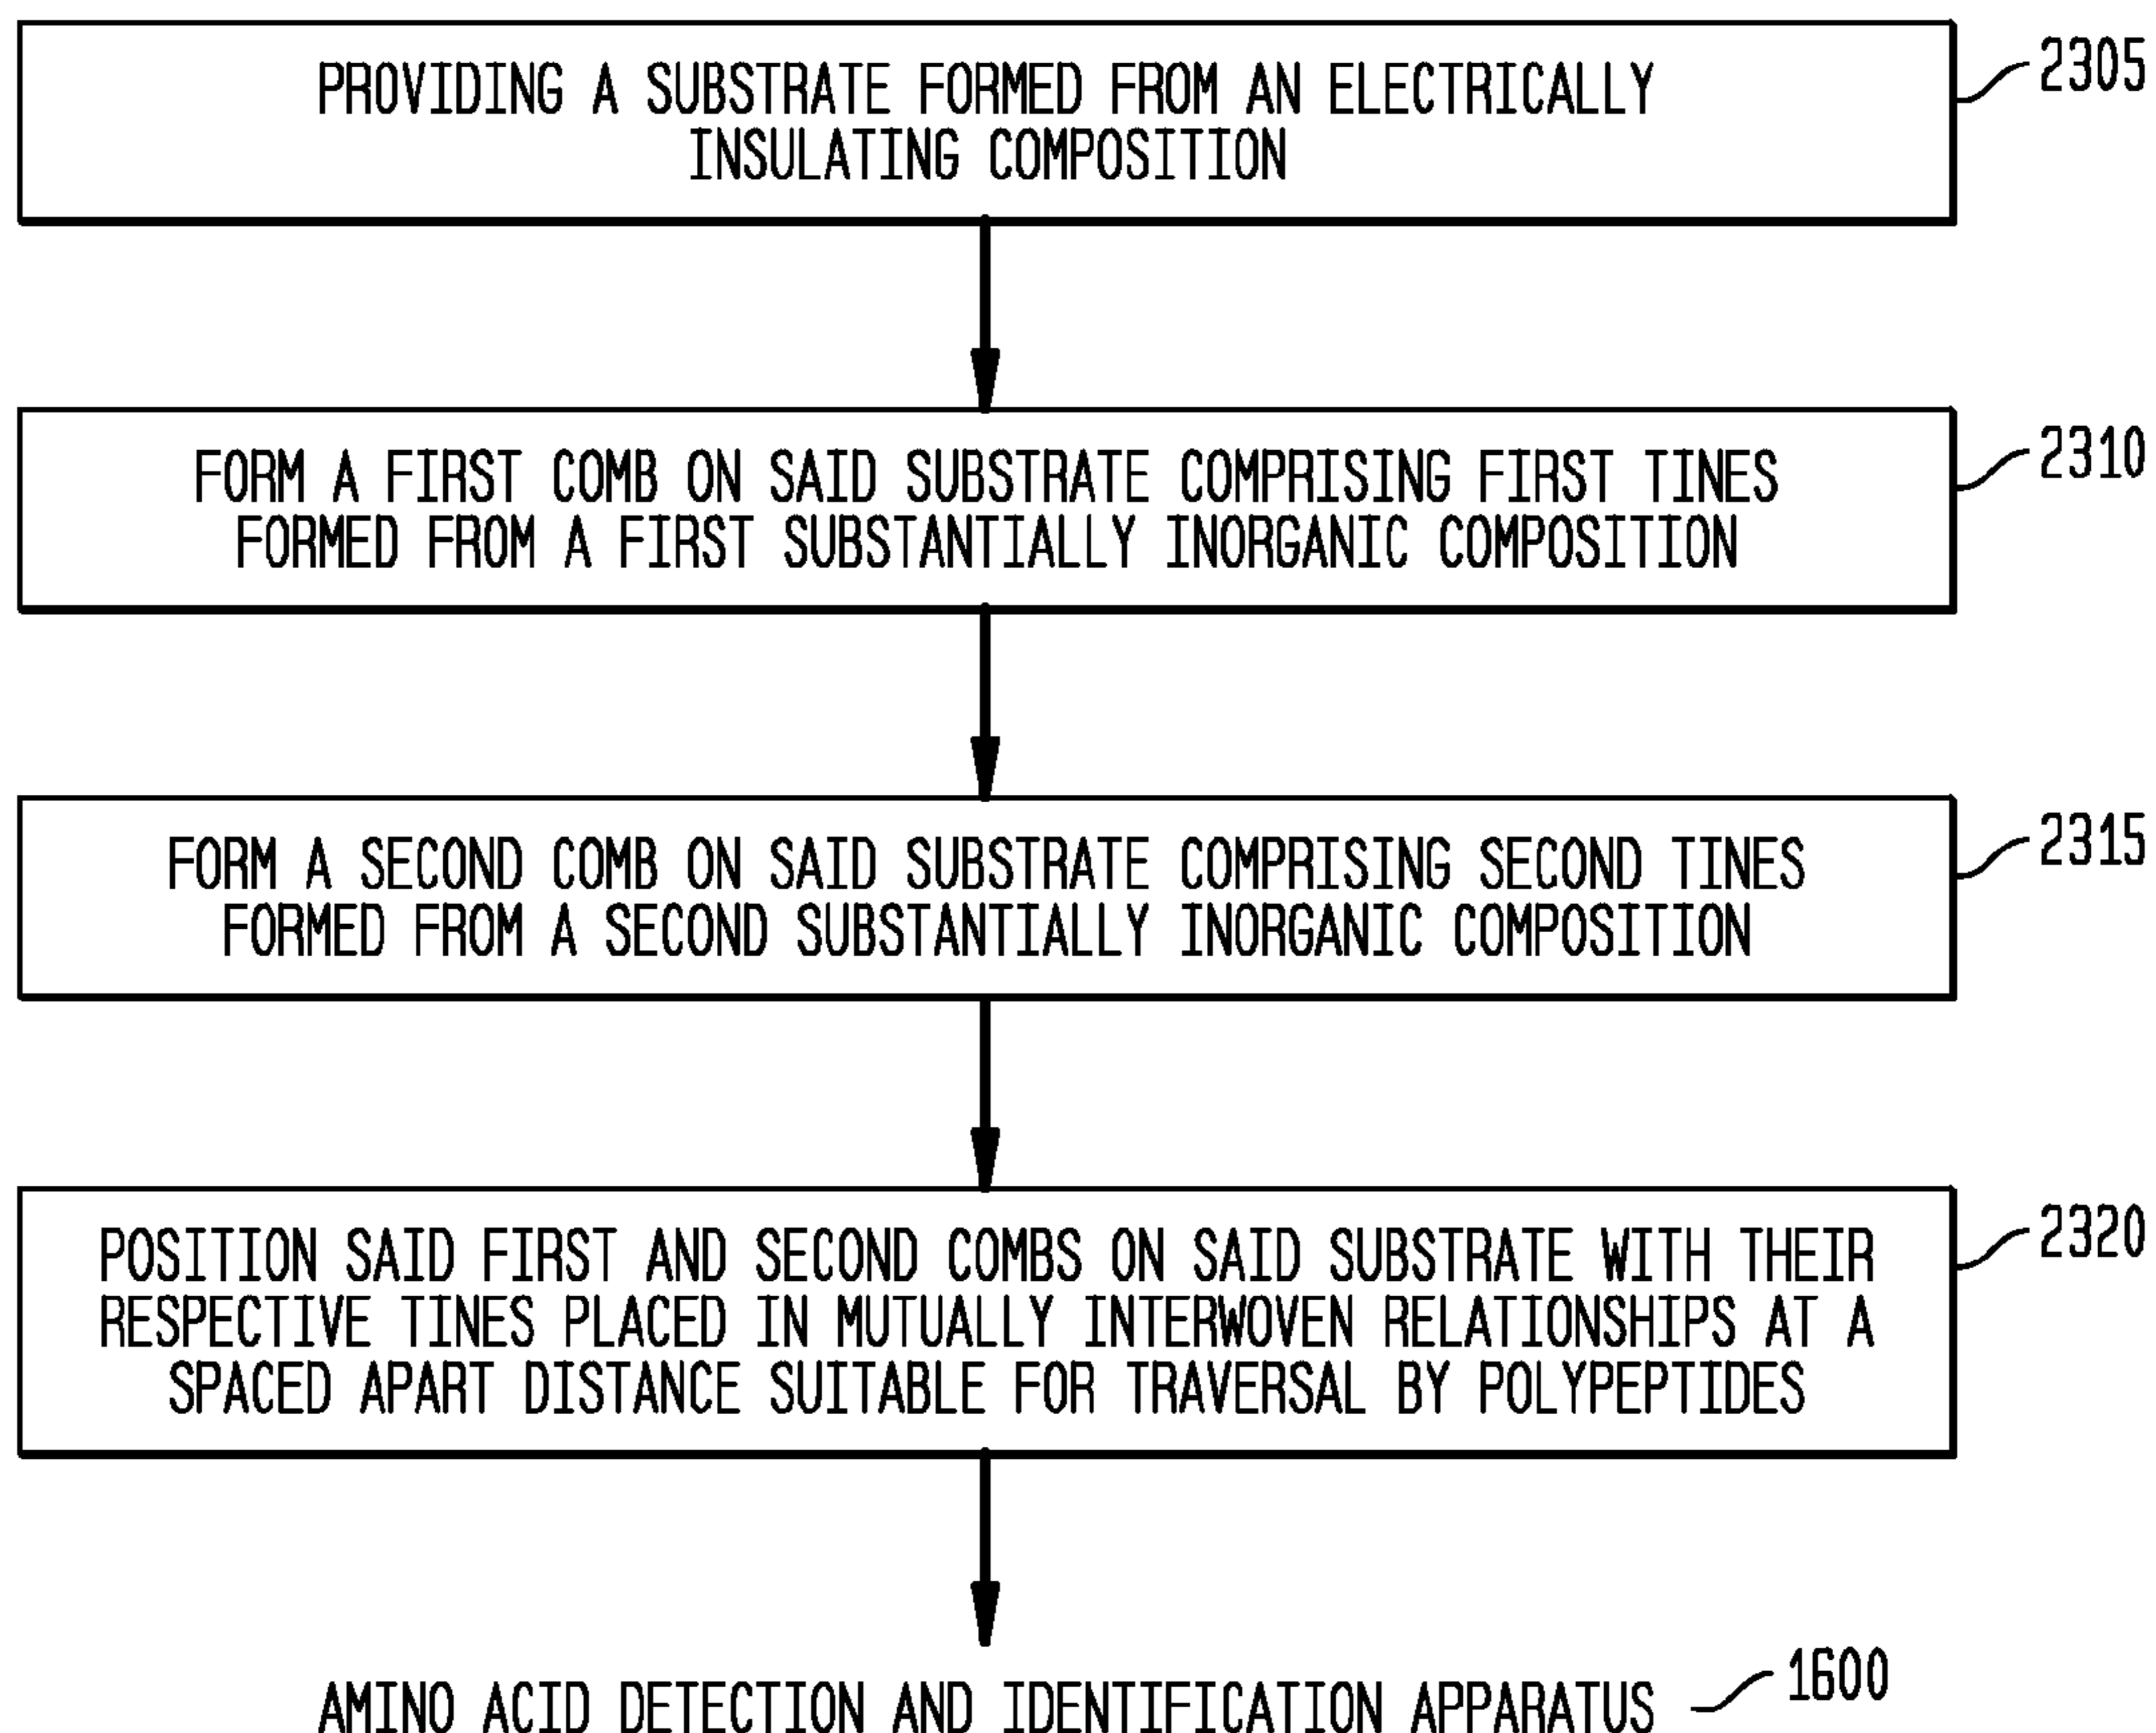 PROVIDING A SUBSTRATE FORMED FROM AN ELECTRICALLY
INSULATING COMPOSITION
2305
FORM A FIRST COMB ON SAID SUBSTRATE COMPRISING FIRST TINES
FORMED FROM A FIRST SUBSTANTIALLY INORGANIC COMPOSITION
2310
FORM A SECOND COMB ON SAID SUBSTRATE COMPRISING SECOND TINES
FORMED FROM A SECOND SUBSTANTIALLY INORGANIC COMPOSITION
2315
POSITION SAID FIRST AND SECOND COMBS ON SAID SUBSTRATE WITH THEIR
RESPECTIVE TINES PLACED IN MUTUALLY INTERWOVEN RELATIONSHIPS AT A
SPACED APART DISTANCE SUITABLE FOR TRAVERSAL BY POLYPEPTIDES
2320
AMINO ACID DETECTION AND IDENTIFICATION APPARATUS
1600